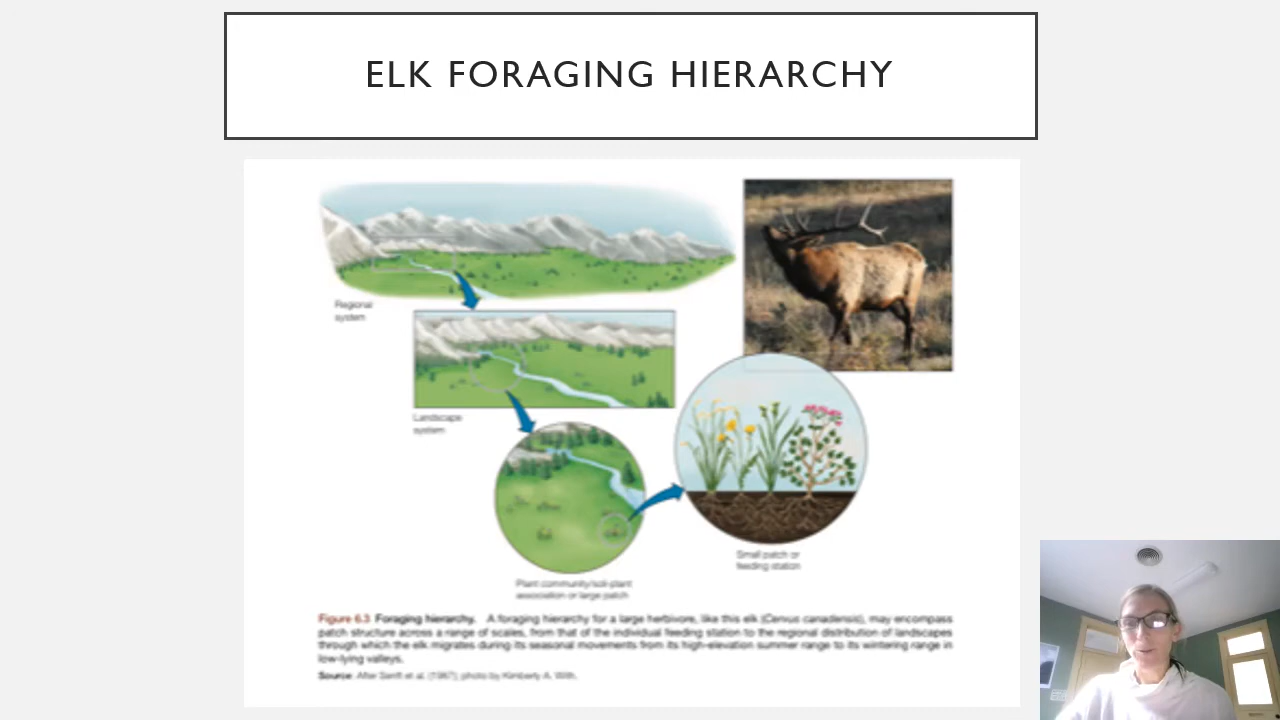 ELK FORAGING HIERARCHY
Regional
system
Landscape
system
Plant community/soil-plant
association or large patch
Small patch or
feeding station
Figure 6.3 Foraging hierarchy. A foraging hierarchy for a large herbivore, like this elk (Cervus canadensis), may encompass
patch structure across a range of scales, from that of the individual feeding station to the regional distribution of landscapes
through which the elk migrates during its seasonal movements from its high-elevation summer range to its wintering range in
low-lying valleys.
Source: After Senft et al. (1987); photo by Kimberly A. With.